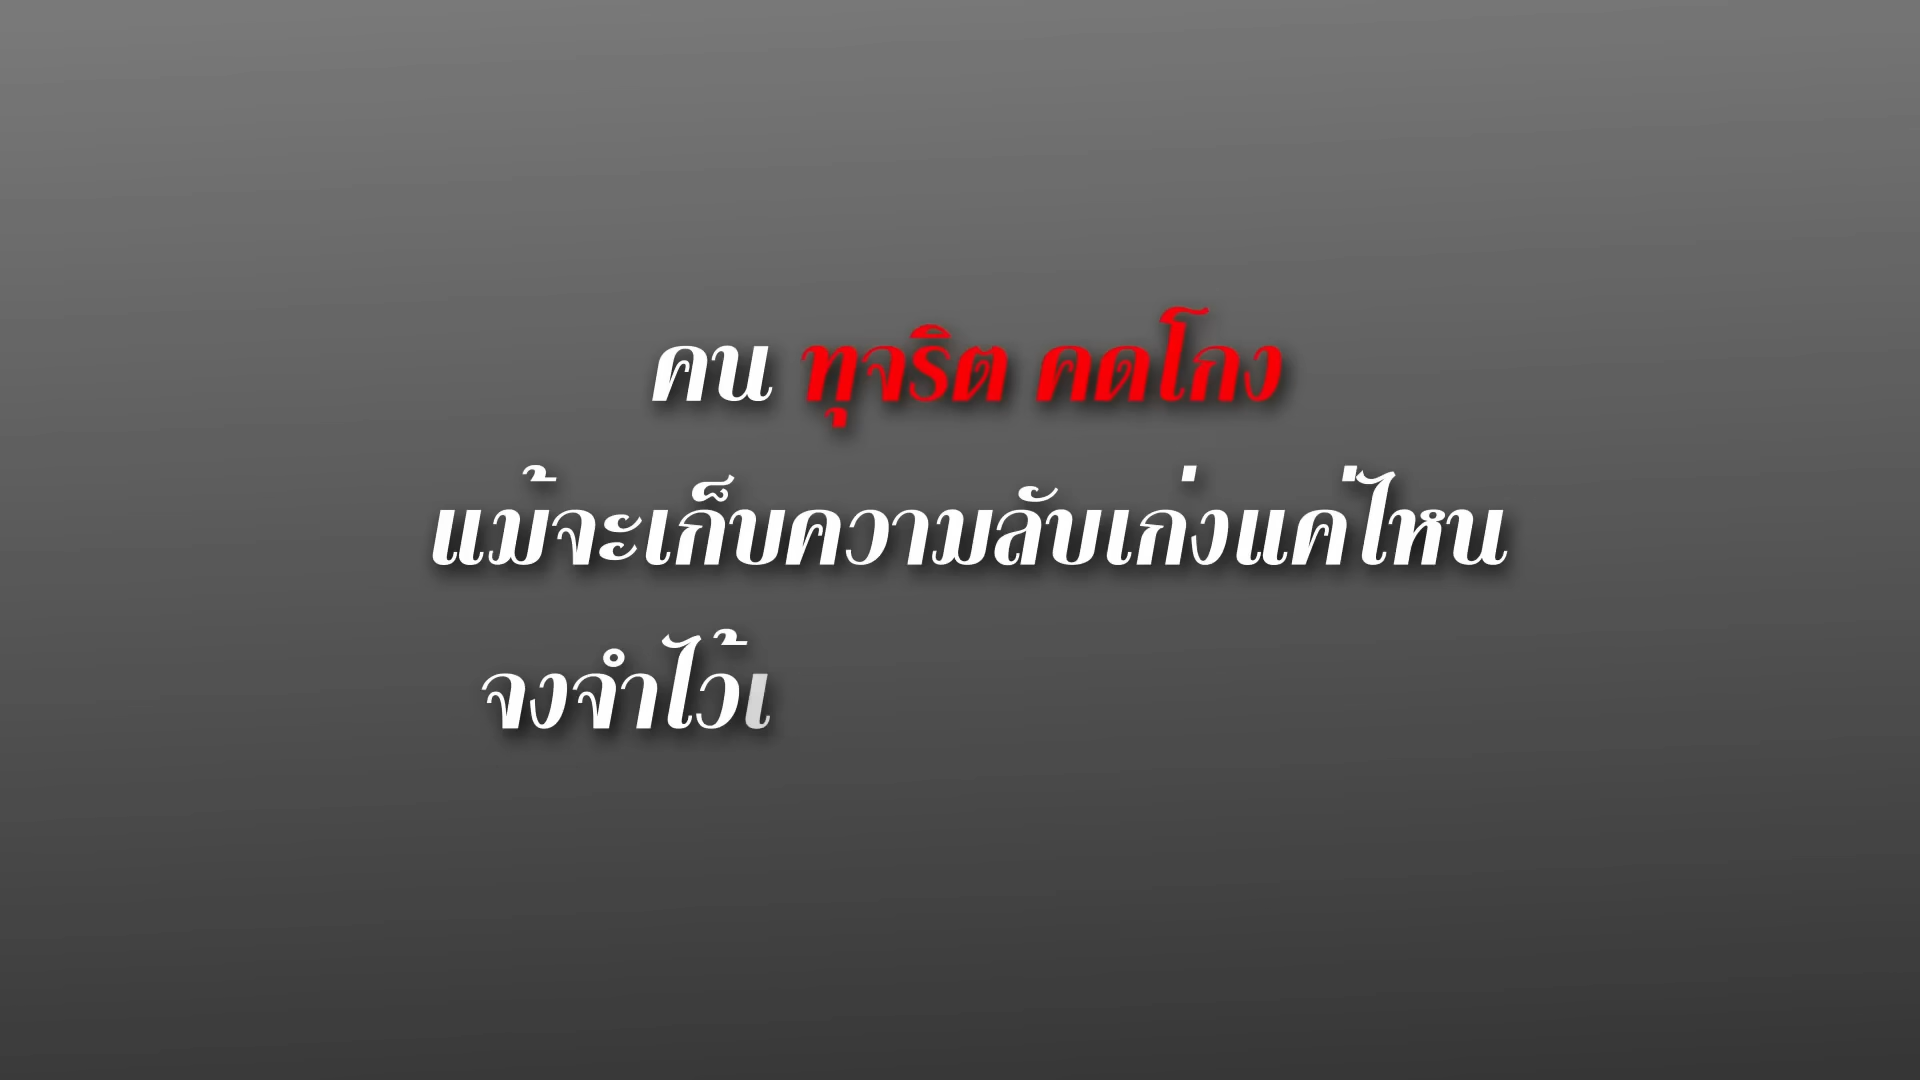 คน ทุจริต คดโกง
แม้จะเก็บความลับเก่งแค่ไหน
จงจำไว้เ